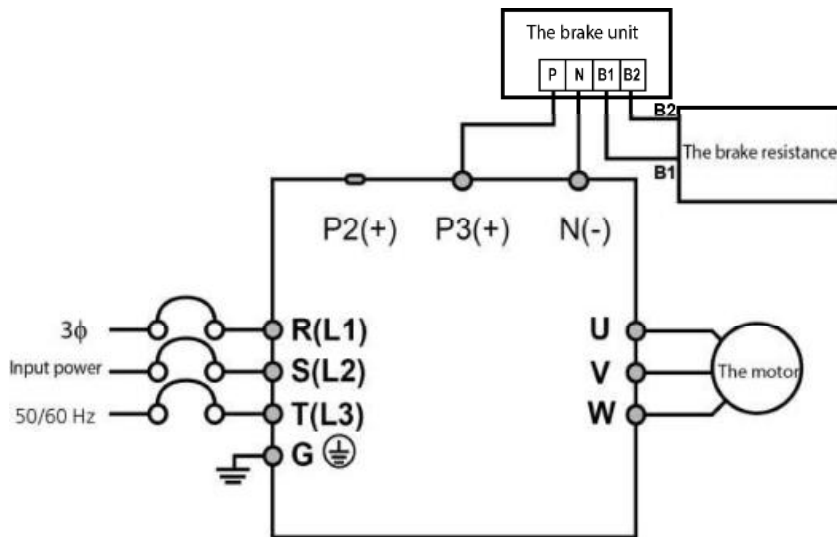 The brake unit
P N B1 B2
B2
The brake resistance
B1
P2(+) P3(+) N(-)
3ϕ R(L1) U
Input power S(L2) V The motor
50/60 Hz T(L3) W
G